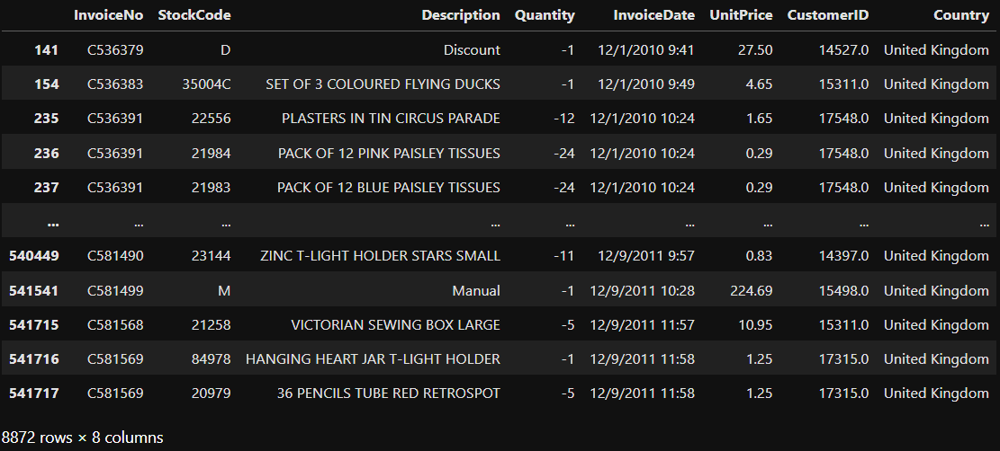 InvoiceNo StockCode Description Quantity InvoiceDate UnitPrice CustomerID Country
141 C536379 D Discount -1 12/1/2010 9:41 27.50 14527.0 United Kingdom
154 C536383 35004C SET OF 3 COLOURED FLYING DUCKS -1 12/1/2010 9:49 4.65 15311.0 United Kingdom
235 C536391 22556 PLASTERS IN TIN CIRCUS PARADE -12 12/1/2010 10:24 1.65 17548.0 United Kingdom
236 C536391 21984 PACK OF 12 PINK PAISLEY TISSUES -24 12/1/2010 10:24 0.29 17548.0 United Kingdom
237 C536391 21983 PACK OF 12 BLUE PAISLEY TISSUES -24 12/1/2010 10:24 0.29 17548.0 United Kingdom
... ... ... ... ... ... ... ... ...
540449 C581490 23144 ZINC T-LIGHT HOLDER STARS SMALL -11 12/9/2011 9:57 0.83 14397.0 United Kingdom
541541 C581499 M Manual -1 12/9/2011 10:28 224.69 15498.0 United Kingdom
541715 C581568 21258 VICTORIAN SEWING BOX LARGE -5 12/9/2011 11:57 10.95 15311.0 United Kingdom
541716 C581569 84978 HANGING HEART JAR T-LIGHT HOLDER -1 12/9/2011 11:58 1.25 17315.0 United Kingdom
541717 C581569 20979 36 PENCILS TUBE RED RETROSPOT -5 12/9/2011 11:58 1.25 17315.0 United Kingdom
8872 rows × 8 columns